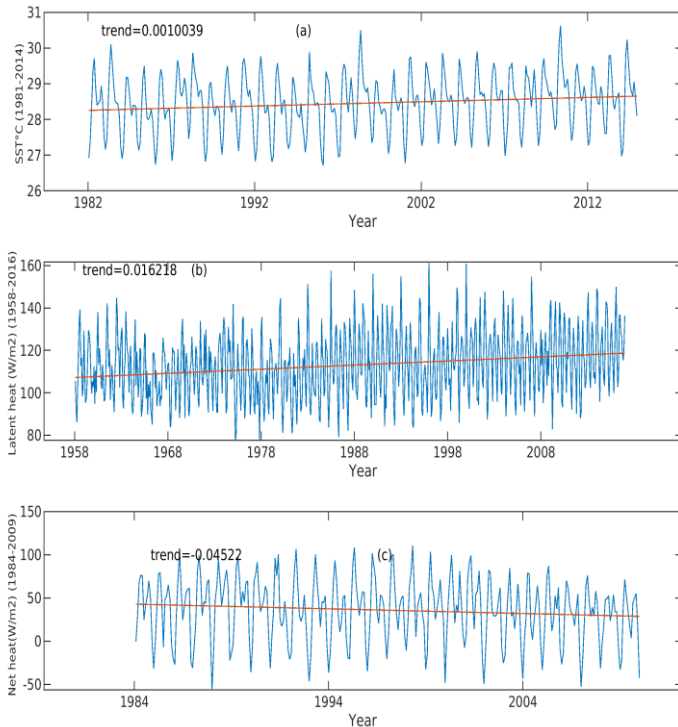 trend=0.0010039 (a)
31
30
29
28
27
26
SST°C (1981-2014)
1982 1992 2002 2012
Year
trend=0.016218 (b)
160
140
120
100
80
Latent heat (W/m2) (1958-2016)
1958 1968 1978 1988 1998 2008
Year
trend=-0.04522 (c)
150
100
50
0
-50
Net heat(W/m2) (1984-2009)
1984 1994 2004
Year